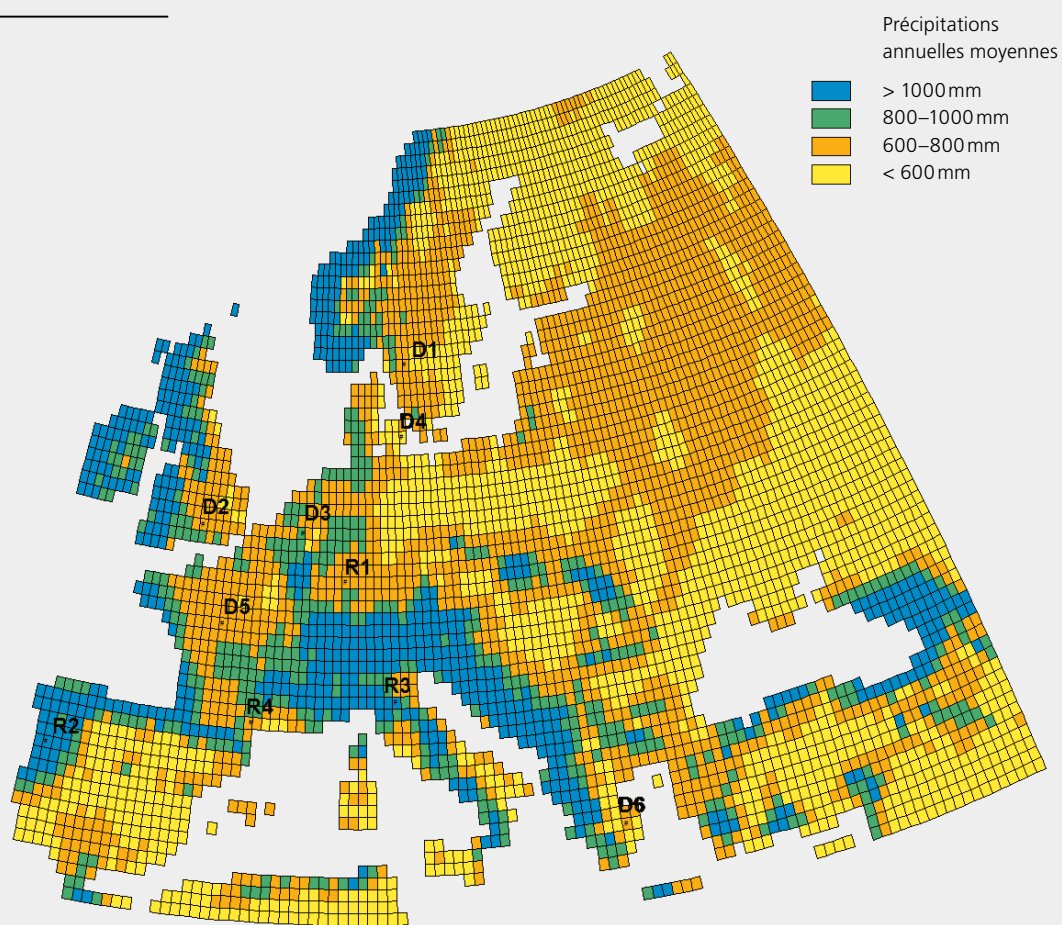 Précipitations
annuelles moyennes
> 1000 mm
800–1000 mm
600–800 mm
< 600 mm
D1
D4
D2
D3
R1
D5
R3
R4
R2
D6